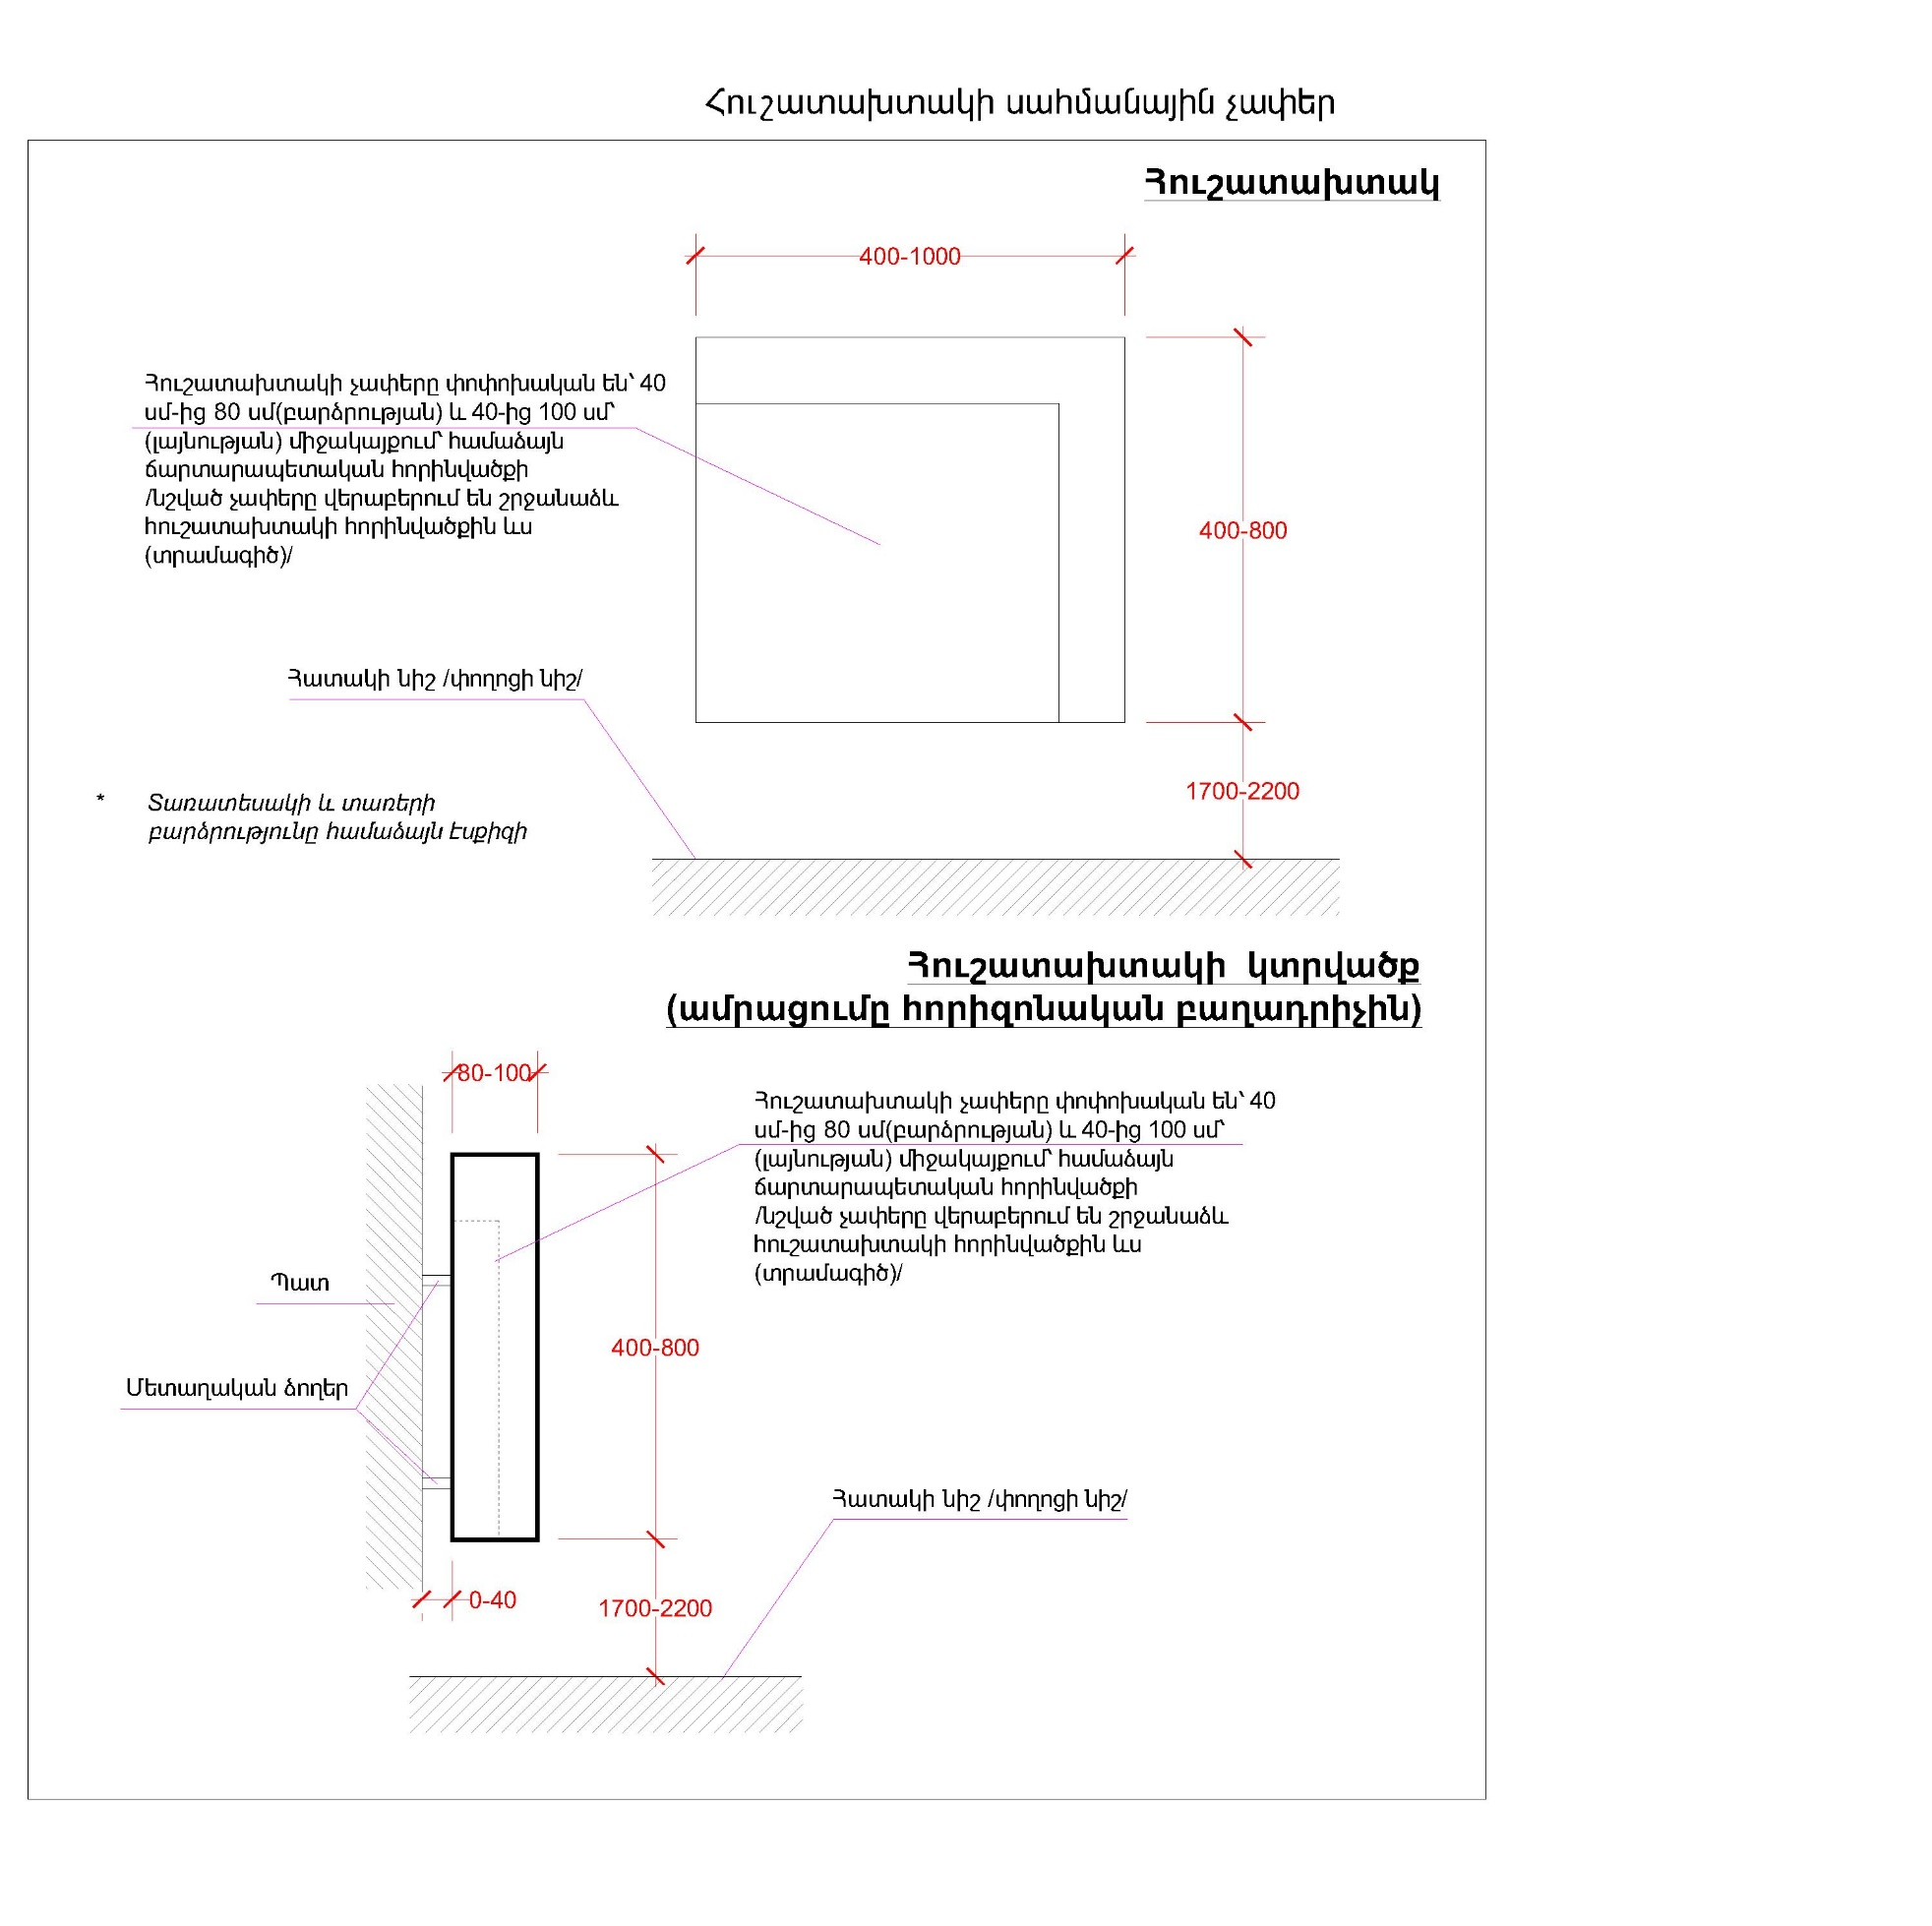 Հուշատախտակի սահմանային չափեր
Հուշատախտակ
400-1000
Հուշատախտակի չափերը փոփոխական են՝ 40
սմ-ից 80 սմ(բարձրության) և 40-ից 100 սմ՝
(լայնության) միջակայքում՝ համաձայն
ճարտարապետական հորինվածքի
/նշված չափերը վերաբերում են շրջանաձև
հուշատախտակի հորինվածքին ևս
(տրամագիծ)/
400-800
Հատակի նիշ /փողոցի նիշ/
1700-2200
* Տառատեսակի և տառերի
բարձրությունը համաձայն էսքիզի
Հուշատախտակի կտրվածք
(ամրացումը հորիզոնական բաղադրիչին)
80-100
Հուշատախտակի չափերը փոփոխական են՝ 40
սմ-ից 80 սմ(բարձրության) և 40-ից 100 սմ՝
(լայնության) միջակայքում՝ համաձայն
ճարտարապետական հորինվածքի
/նշված չափերը վերաբերում են շրջանաձև
հուշատախտակի հորինվածքին ևս
(տրամագիծ)/
Պատ
400-800
Մետաղական ձողեր
Հատակի նիշ /փողոցի նիշ/
0-40
1700-2200